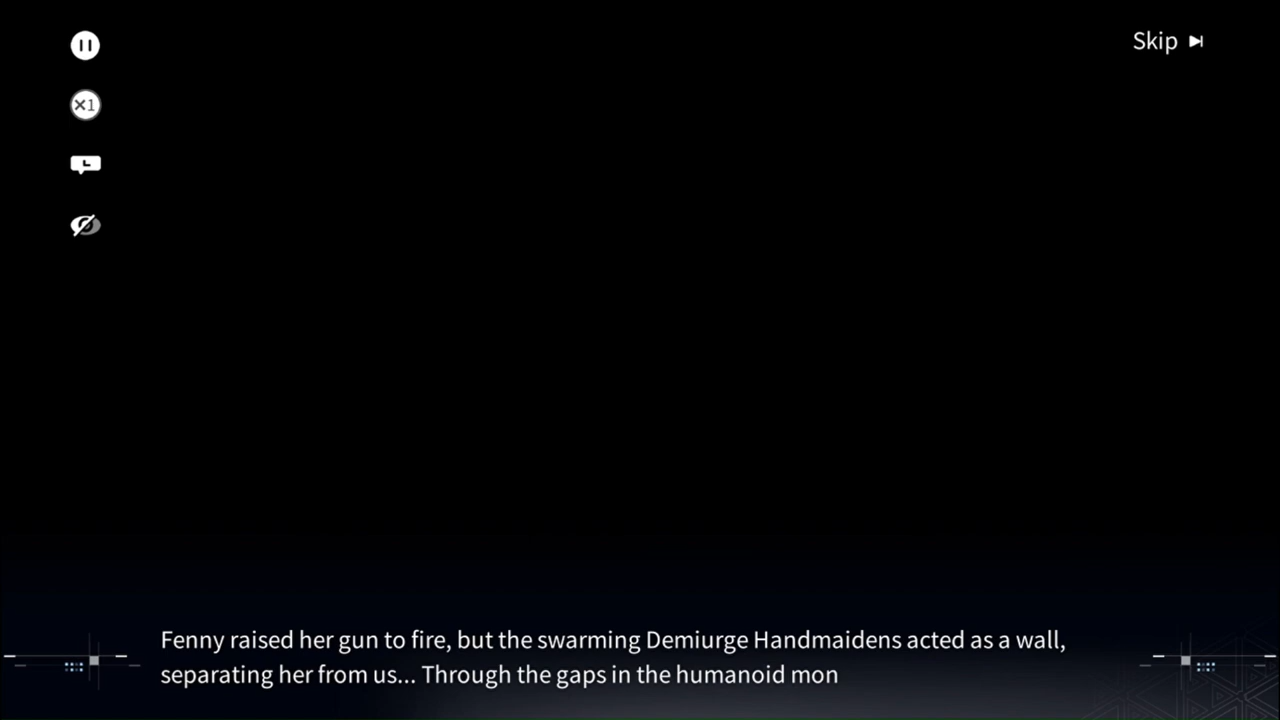 Skip
×1
Fenny raised her gun to fire, but the swarming Demiurge Handmaidens acted as a wall,
separating her from us... Through the gaps in the humanoid mon